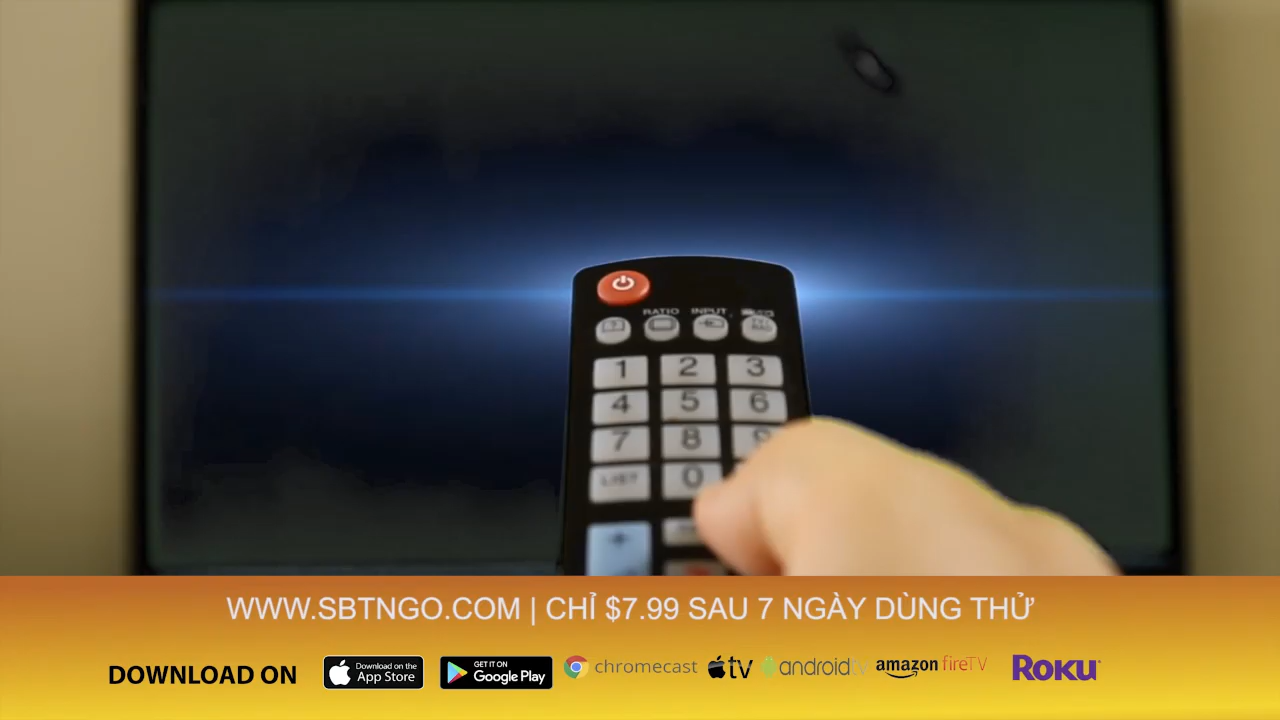 RATIO INPUT
1 2 3
4 5 6
7 8 9
LIST 0
+
WWW.SBTNGO.COM | CHỈ $7.99 SAU 7 NGÀY DÙNG THỬ
DOWNLOAD ON
Download on the
App Store
GET IT ON
Google Play
chromecast
tv
androidtv
amazon fireTV
ROKU